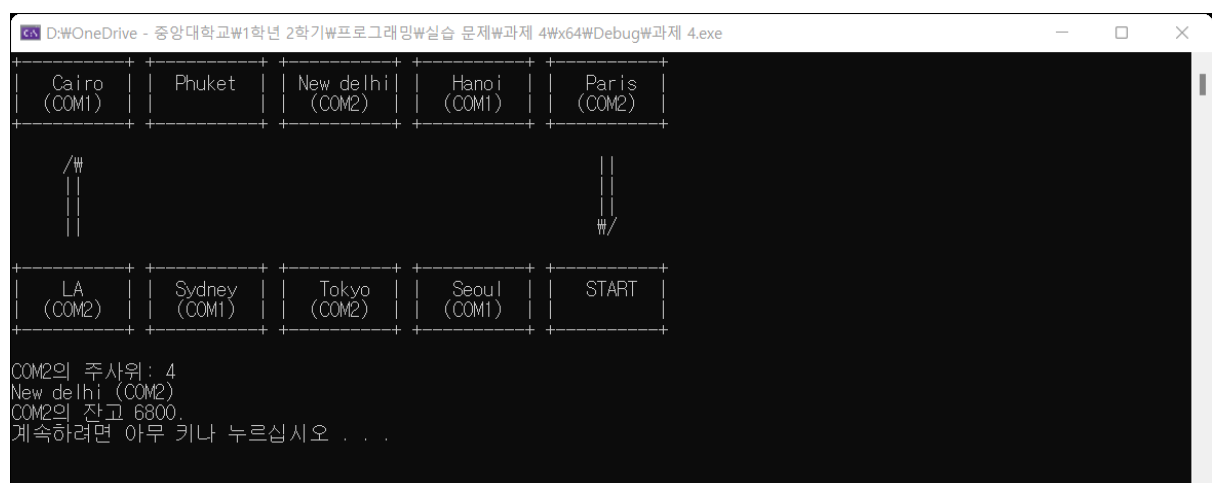 D:₩OneDrive - 중앙대학교₩1학년 2학기₩프로그래밍₩실습 문제₩과제 4₩x64₩Debug₩과제 4.exe
+----------+ +----------+ +----------+ +----------+ +----------+
|   Cairo  | |  Phuket  | | New delhi| |   Hanoi  | |   Paris  |
|  (COM1)  | |          | |  (COM2)  | |  (COM1)  | |  (COM2)  |
+----------+ +----------+ +----------+ +----------+ +----------+
/₩ ||
|| ||
|| ||
|| ₩/
+----------+ +----------+ +----------+ +----------+ +----------+
|    LA    | |  Sydney  | |   Tokyo  | |   Seoul  | |   START  |
|  (COM2)  | |  (COM1)  | |  (COM2)  | |  (COM1)  | |          |
+----------+ +----------+ +----------+ +----------+ +----------+
COM2의 주사위: 4
New delhi (COM2)
COM2의 잔고 6800.
계속하려면 아무 키나 누르십시오 . . .